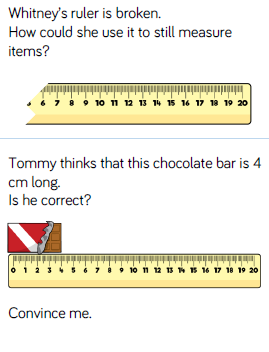 Whitney's ruler is broken.
How could she use it to still measure
items?
6 7 8 9 10 11 12 13 14 15 16 17 18 19 20
Tommy thinks that this chocolate bar is 4
cm long.
Is he correct?
0 1 2 3 4 5 6 7 8 9 10 11 12 13 14 15 16 17 18 19 20
Convince me.